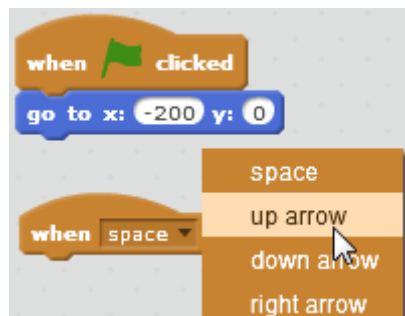 when clicked
go to x: -200 y: 0
space
up arrow
when space
down arrow
right arrow